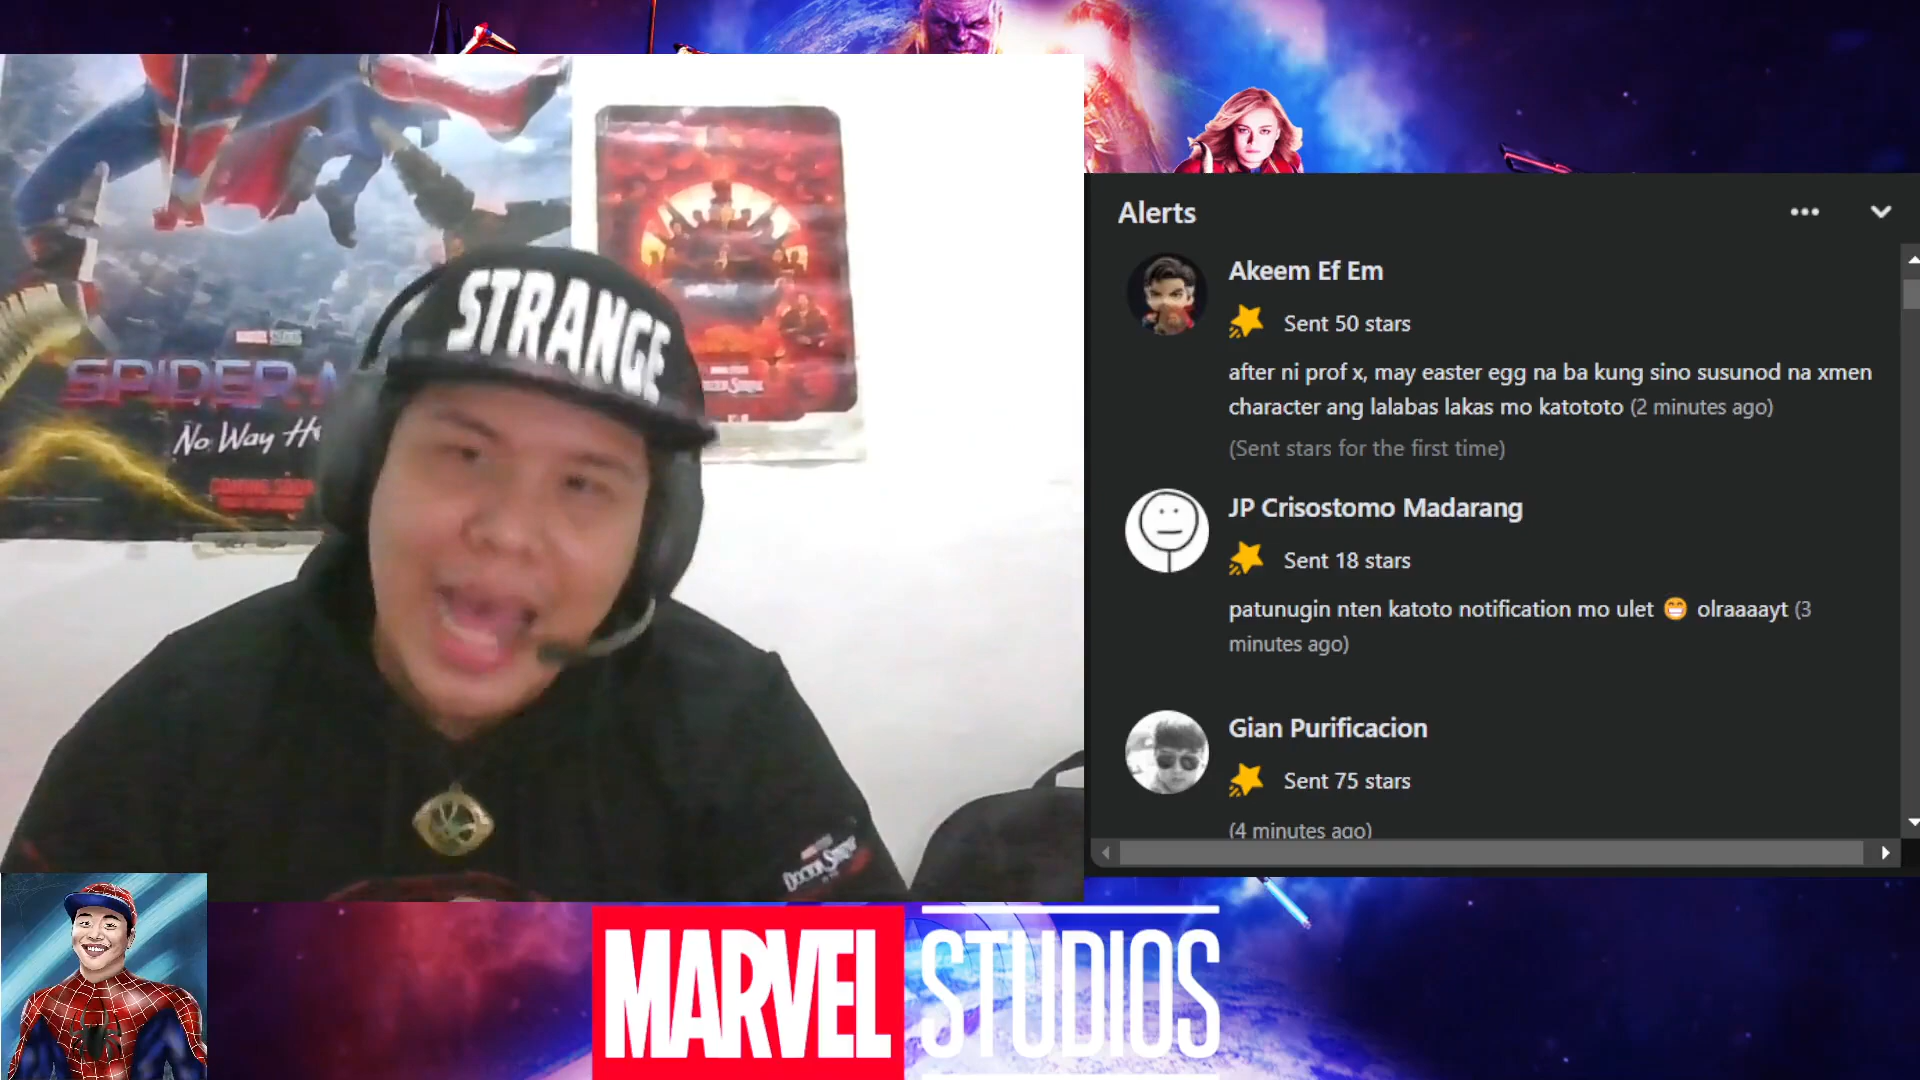 STRANGE
SPIDER-M
No Way H
Alerts
Akeem Ef Em
Sent 50 stars
after ni prof x, may easter egg na ba kung sino susunod na xmen
character ang lalabas lakas mo katototo (2 minutes ago)
(Sent stars for the first time)
JP Crisostomo Madarang
Sent 18 stars
patunugin nten katoto notification mo ulet 😁 olraaaayt (3
minutes ago)
Gian Purificacion
Sent 75 stars
(4 minutes ago)
MARVEL STUDIOS